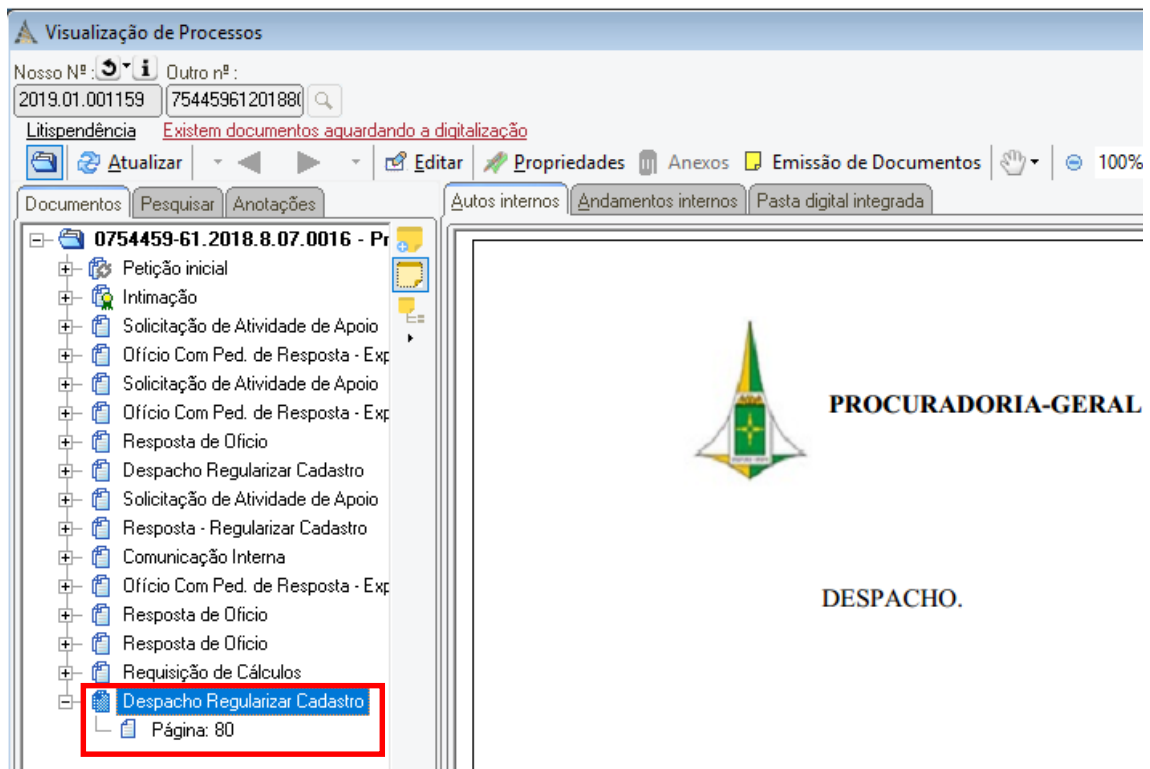 Visualização de Processos
Nosso Nº : Outro nº :
2019.01.001159 7544596120188(
Litispendência Existem documentos aguardando a digitalização
Atualizar Editar Propriedades Anexos Emissão de Documentos 100%
Documentos Pesquisar Anotações Autos internos Andamentos internos Pasta digital integrada
0754459-61.2018.8.07.0016 - Pr
Petição inicial
Intimação
Solicitação de Atividade de Apoio
Ofício Com Ped. de Resposta - Exp
Solicitação de Atividade de Apoio
Ofício Com Ped. de Resposta - Exp
Resposta de Oficio
Despacho Regularizar Cadastro
Solicitação de Atividade de Apoio
Resposta - Regularizar Cadastro
Comunicação Interna
Ofício Com Ped. de Resposta - Exp
Resposta de Oficio
Resposta de Oficio
Requisição de Cálculos
Despacho Regularizar Cadastro
Página: 80
PROCURADORIA-GERAL
DESPACHO.